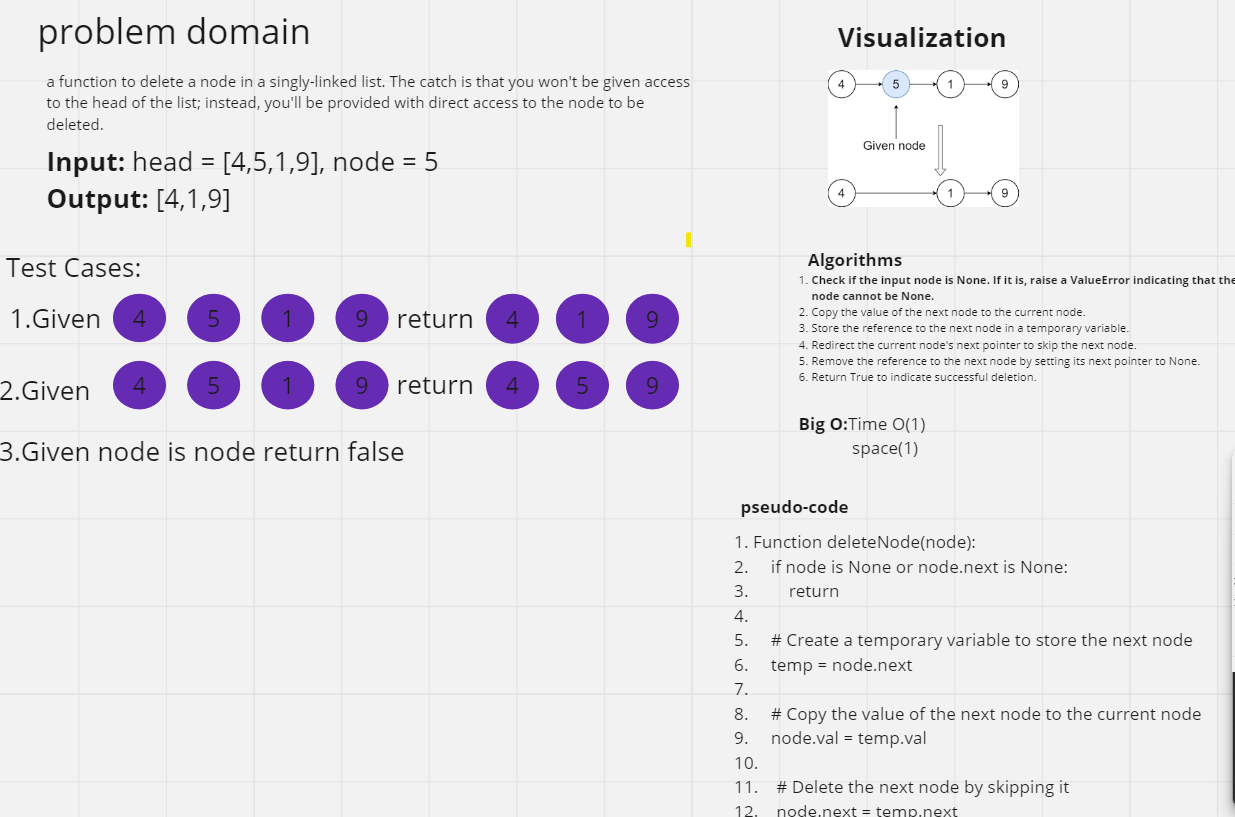 problem domain
a function to delete a node in a singly-linked list. The catch is that you won't be given access
to the head of the list; instead, you'll be provided with direct access to the node to be
deleted.
Input: head = [4,5,1,9], node = 5
Output: [4,1,9]
Test Cases:
1.Given 4 5 1 9 return 4 1 9
2.Given 4 5 1 9 return 4 5 9
3.Given node is node return false
Visualization
4 5 1 9
Given node
4 1 9
Algorithms
1. Check if the input node is None. If it is, raise a ValueError indicating that the
node cannot be None.
2. Copy the value of the next node to the current node.
3. Store the reference to the next node in a temporary variable.
4. Redirect the current node's next pointer to skip the next node.
5. Remove the reference to the next node by setting its next pointer to None.
6. Return True to indicate successful deletion.
Big O:Time O(1)
space(1)
pseudo-code
1. Function deleteNode(node):
2. if node is None or node.next is None:
3. return
4.
5. # Create a temporary variable to store the next node
6. temp = node.next
7.
8. # Copy the value of the next node to the current node
9. node.val = temp.val
10.
11. # Delete the next node by skipping it
12. node.next = temp.next